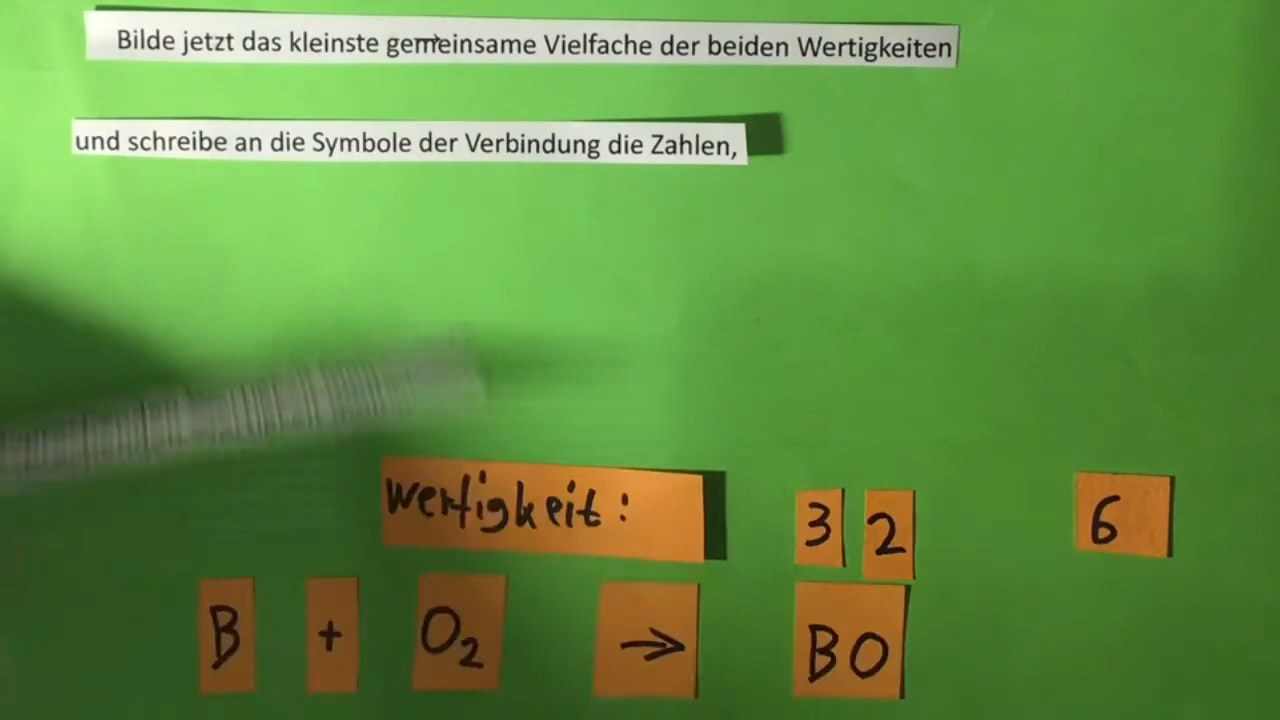 Bilde jetzt das kleinste gemeinsame Vielfache der beiden Wertigkeiten
und schreibe an die Symbole der Verbindung die Zahlen,
Wertigkeit: 3 2 6
B + O₂ → BO